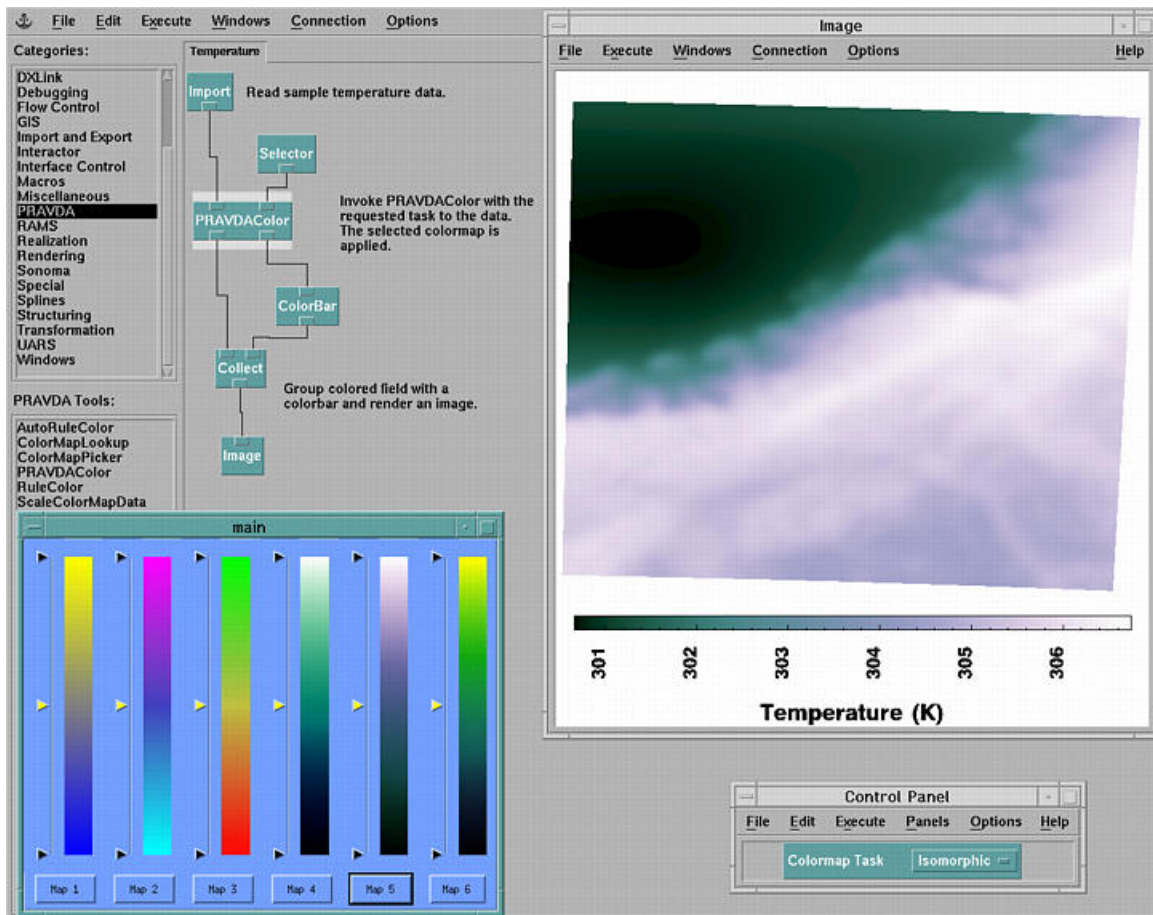 File Edit Execute Windows Connection Options
Categories:
DXLink
Debugging
Flow Control
GIS
Import and Export
Interactor
Interface Control
Macros
Miscellaneous
PRAVDA
RAMS
Realization
Rendering
Sonoma
Special
Splines
Structuring
Transformation
UARS
Windows
PRAVDA Tools:
AutoRuleColor
ColorMapLookup
ColorMapPicker
PRAVDAColor
RuleColor
ScaleColorMapData
Temperature
Import
Read sample temperature data.
Selector
PRAVDAColor
Invoke PRAVDAColor with the
requested task to the data.
The selected colormap is
applied.
ColorBar
Collect
Group colored field with a
colorbar and render an image.
Image
Image
File Execute Windows Connection Options Help
301 302 303 304 305 306
Temperature (K)
main
Map 1 Map 2 Map 3 Map 4 Map 5 Map 6
Control Panel
File Edit Execute Panels Options Help
Colormap Task Isomorphic